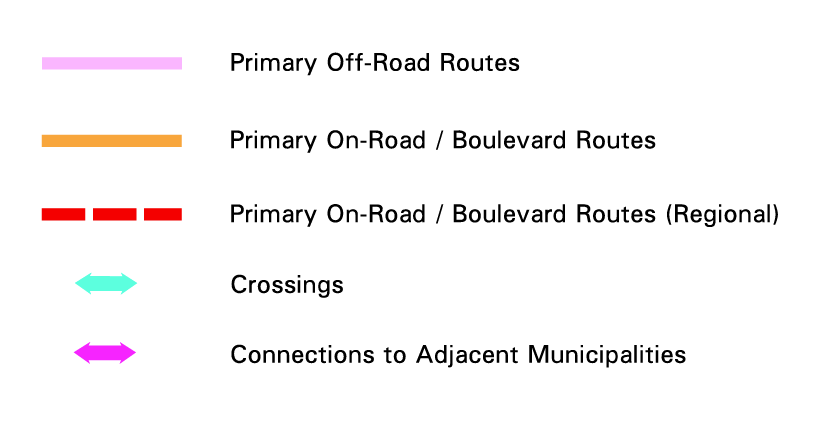 Primary Off-Road Routes
Primary On-Road / Boulevard Routes
Primary On-Road / Boulevard Routes (Regional)
Crossings
Connections to Adjacent Municipalities